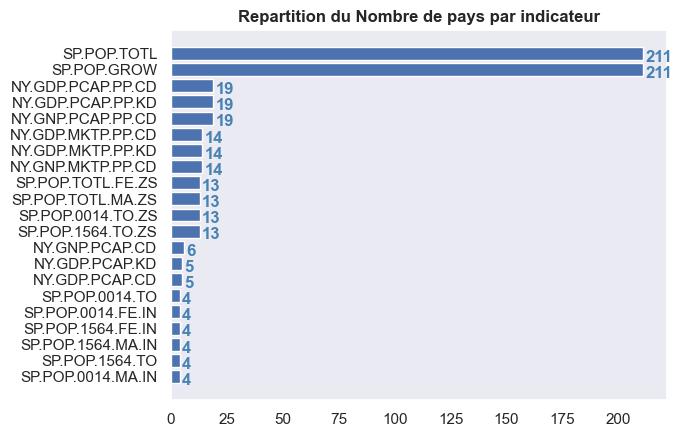 Repartition du Nombre de pays par indicateur
SP.POP.TOTL 211
SP.POP.GROW 211
NY.GDP.PCAP.PP.CD 19
NY.GDP.PCAP.PP.KD 19
NY.GNP.PCAP.PP.CD 19
NY.GDP.MKTP.PP.CD 14
NY.GDP.MKTP.PP.KD 14
NY.GNP.MKTP.PP.CD 14
SP.POP.TOTL.FE.ZS 13
SP.POP.TOTL.MA.ZS 13
SP.POP.0014.TO.ZS 13
SP.POP.1564.TO.ZS 13
NY.GNP.PCAP.CD 6
NY.GDP.PCAP.KD 5
NY.GDP.PCAP.CD 5
SP.POP.0014.TO 4
SP.POP.0014.FE.IN 4
SP.POP.1564.FE.IN 4
SP.POP.1564.MA.IN 4
SP.POP.1564.TO 4
SP.POP.0014.MA.IN 4
0 25 50 75 100 125 150 175 200